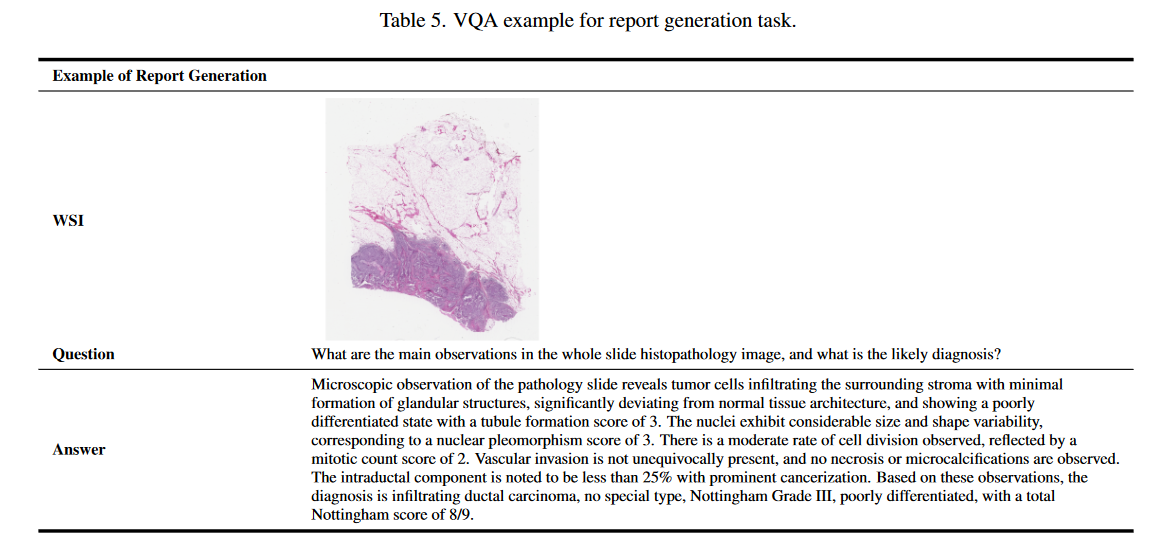 Table 5. VQA example for report generation task.
Example of Report Generation
WSI
Question
What are the main observations in the whole slide histopathology image, and what is the likely diagnosis?
Answer
Microscopic observation of the pathology slide reveals tumor cells infiltrating the surrounding stroma with minimal
formation of glandular structures, significantly deviating from normal tissue architecture, and showing a poorly
differentiated state with a tubule formation score of 3. The nuclei exhibit considerable size and shape variability,
corresponding to a nuclear pleomorphism score of 3. There is a moderate rate of cell division observed, reflected by a
mitotic count score of 2. Vascular invasion is not unequivocally present, and no necrosis or microcalcifications are observed.
The intraductal component is noted to be less than 25% with prominent cancerization. Based on these observations, the
diagnosis is infiltrating ductal carcinoma, no special type, Nottingham Grade III, poorly differentiated, with a total
Nottingham score of 8/9.